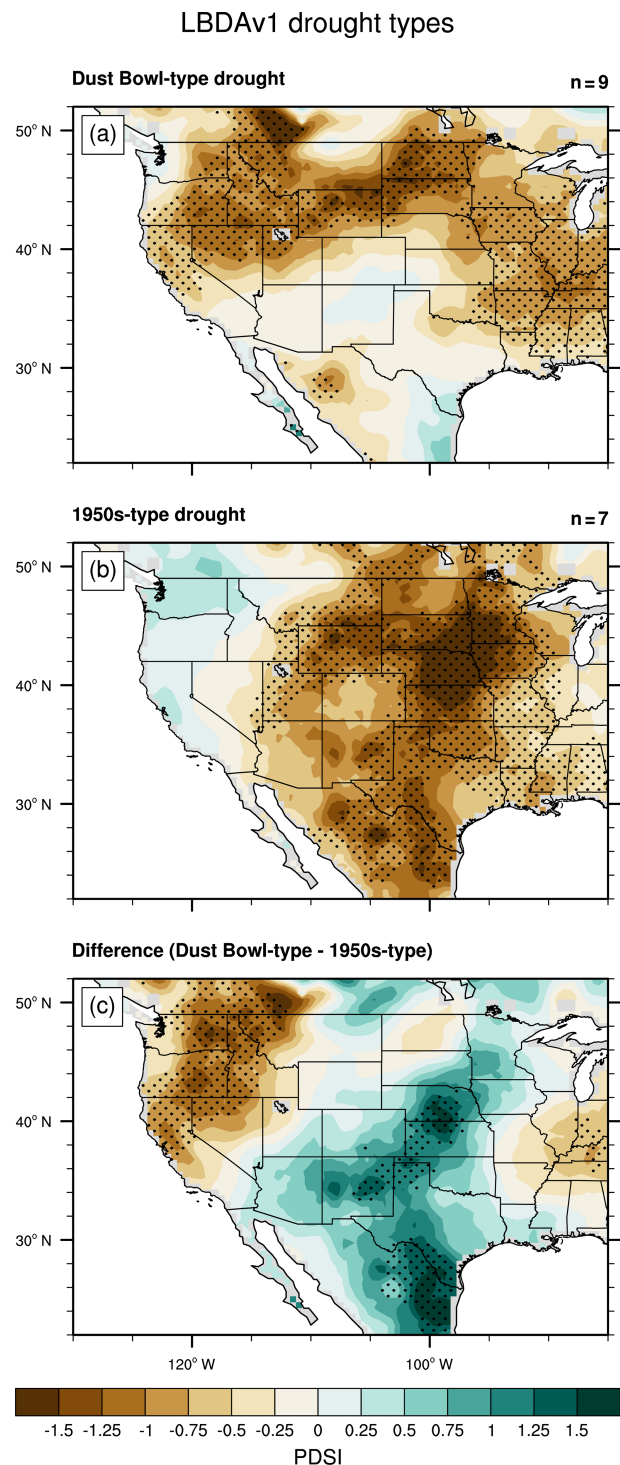 LBDAv1 drought types
Dust Bowl-type drought n=9
(a)
50° N
40° N
30° N
1950s-type drought n=7
(b)
50° N
40° N
30° N
Difference (Dust Bowl-type - 1950s-type)
(c)
50° N
40° N
30° N
120° W 100° W
-1.5 -1.25 -1 -0.75 -0.5 -0.25 0 0.25 0.5 0.75 1 1.25 1.5
PDSI